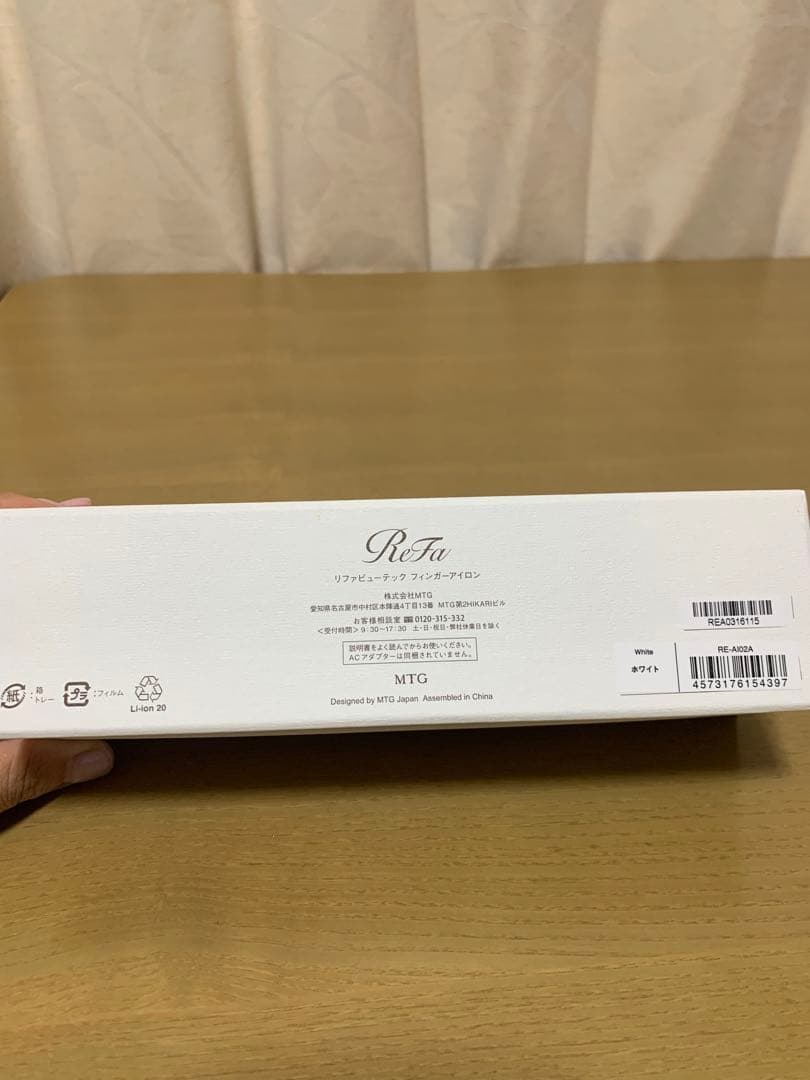 ReFa
リファビューテック フィンガーアイロン
株式会社MTG
愛知県名古屋市中村区本陣通4丁目13番 MTG第2HIKARIビル
お客様相談室 0120-315-332
<受付時間> 9:30~17:30 土・日・祝日・弊社休業日を除く
説明書をよく読んでからお使いください。
ACアダプターは同梱されていません。
MTG
Designed by MTG Japan Assembled in China
紙 :箱
トレー
プラ :フィルム
Li-ion 20
REA0316115
White
ホワイト
RE-AI02A
4573176154397